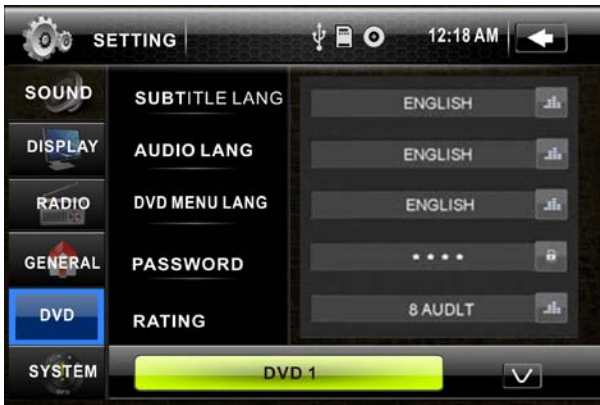 SETTING 12:18 AM
SOUND SUBTITLE LANG ENGLISH
DISPLAY AUDIO LANG ENGLISH
RADIO DVD MENU LANG ENGLISH
GENERAL PASSWORD ****
DVD RATING 8 AUDLT
SYSTEM DVD 1